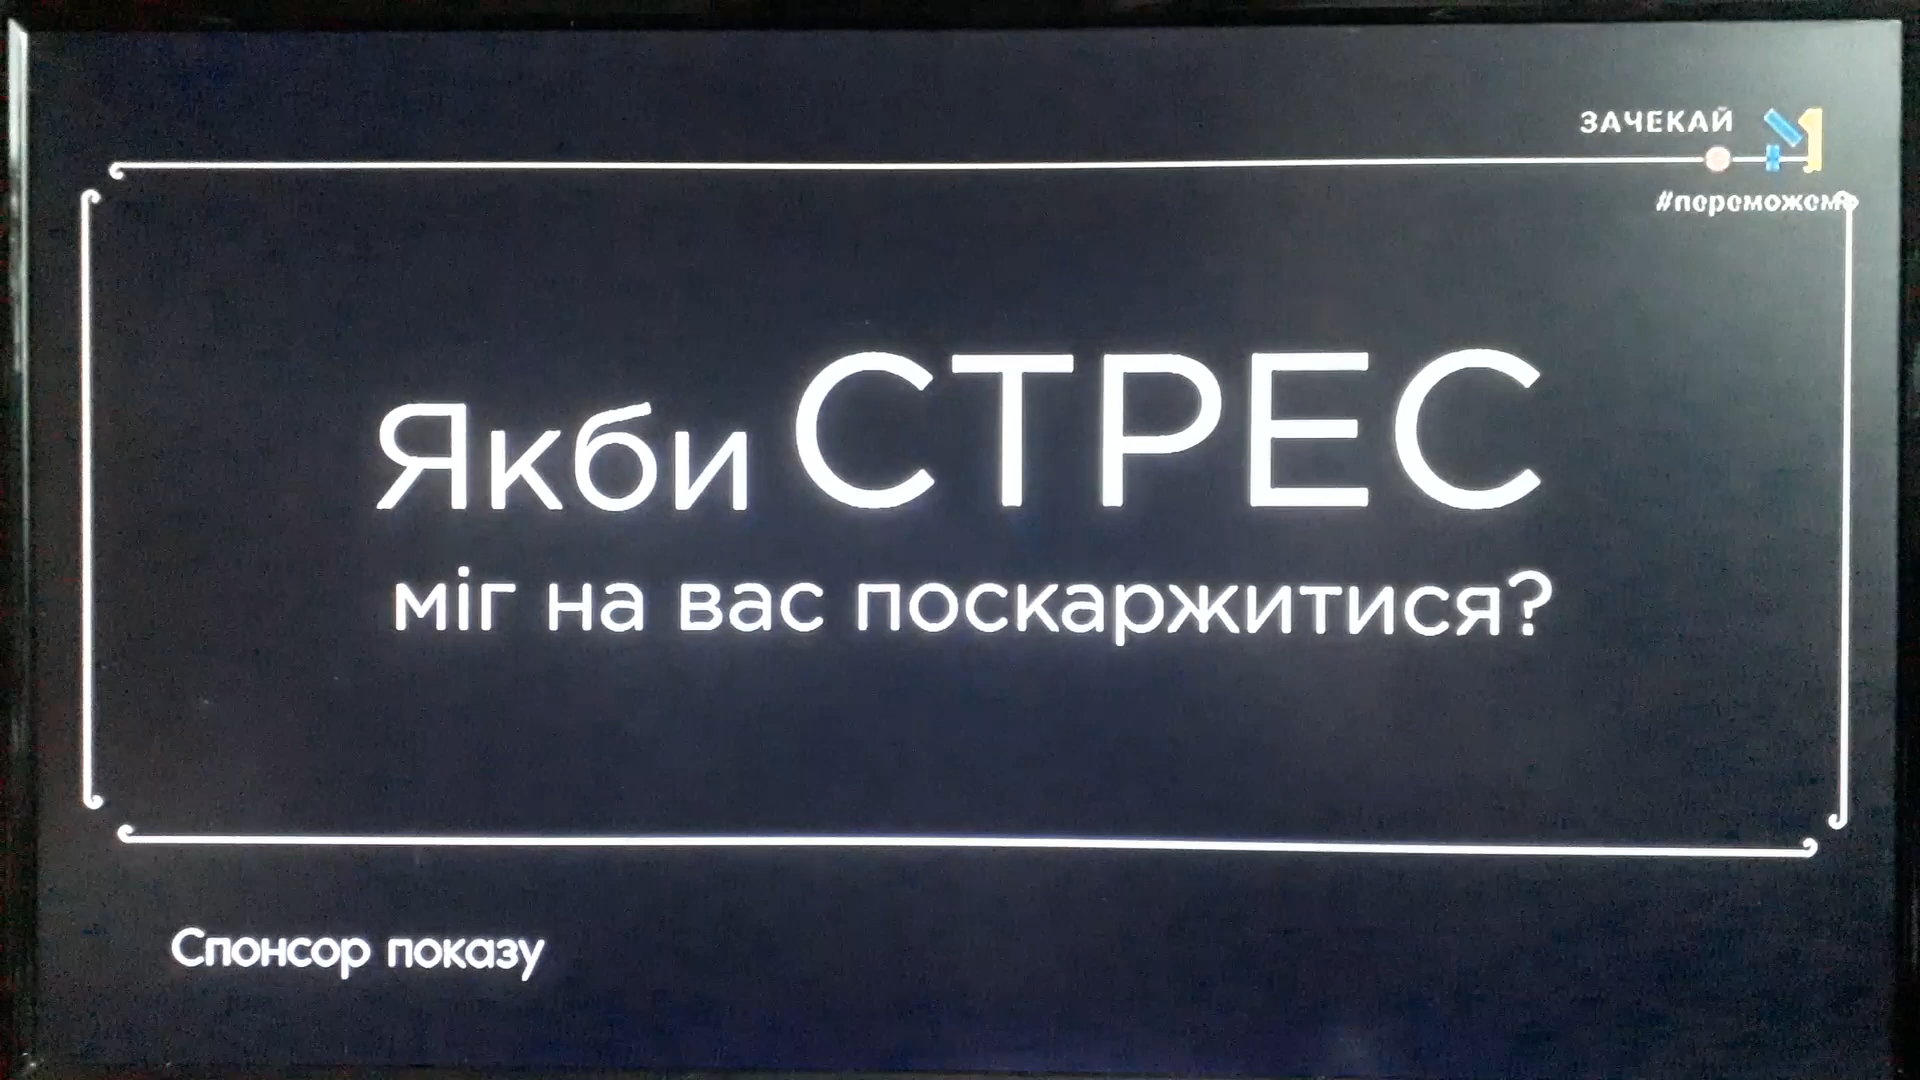 ЗАЧЕКАЙ
#переможемо
Якби СТРЕС
міг на вас поскаржитися?
Спонсор показу